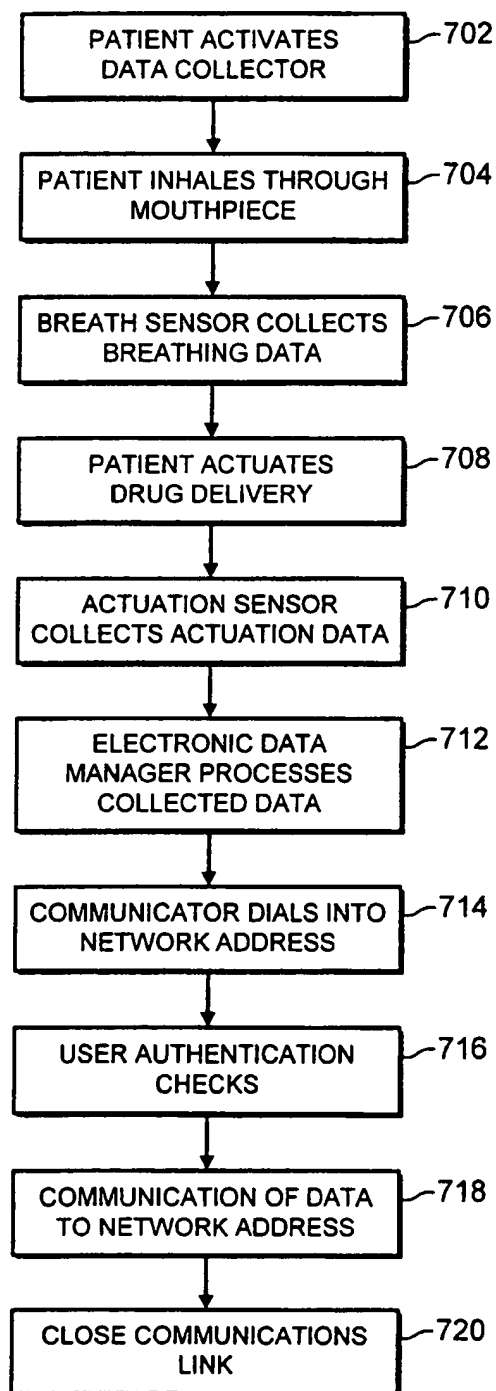 PATIENT ACTIVATES
DATA COLLECTOR
702
PATIENT INHALES THROUGH
MOUTHPIECE
704
BREATH SENSOR COLLECTS
BREATHING DATA
706
PATIENT ACTUATES
DRUG DELIVERY
708
ACTUATION SENSOR
COLLECTS ACTUATION DATA
710
ELECTRONIC DATA
MANAGER PROCESSES
COLLECTED DATA
712
COMMUNICATOR DIALS INTO
NETWORK ADDRESS
714
USER AUTHENTICATION
CHECKS
716
COMMUNICATION OF DATA
TO NETWORK ADDRESS
718
CLOSE COMMUNICATIONS
LINK
720